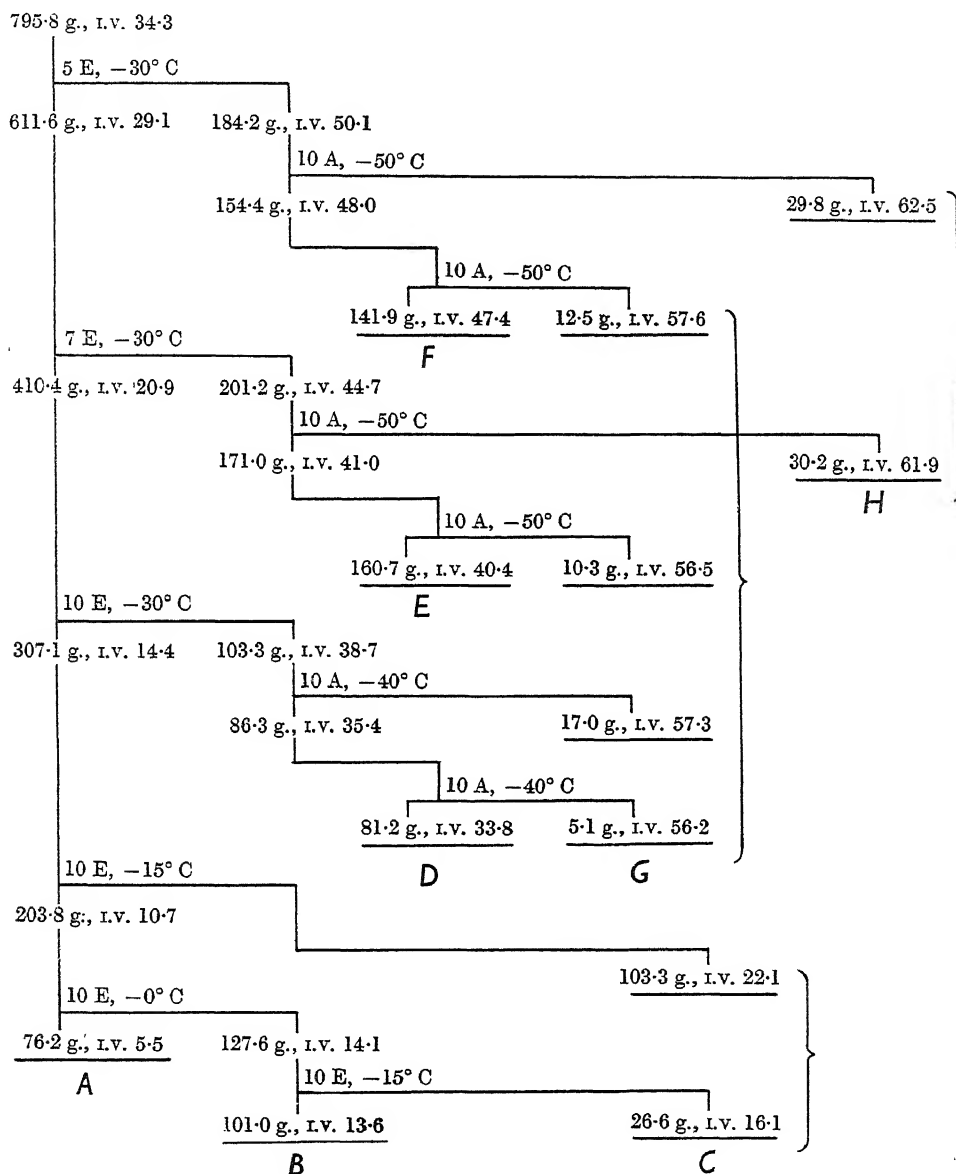 795·8 g., I.V. 34·3
5 E, −30° C
611·6 g., I.V. 29·1
184·2 g., I.V. 50·1
10 A, −50° C
154·4 g., I.V. 48·0
29·8 g., I.V. 62·5
10 A, −50° C
141·9 g., I.V. 47·4
12·5 g., I.V. 57·6
F
7 E, −30° C
410·4 g., I.V. 20·9
201·2 g., I.V. 44·7
10 A, −50° C
171·0 g., I.V. 41·0
30·2 g., I.V. 61·9
H
10 A, −50° C
160·7 g., I.V. 40·4
10·3 g., I.V. 56·5
E
10 E, −30° C
307·1 g., I.V. 14·4
103·3 g., I.V. 38·7
10 A, −40° C
86·3 g., I.V. 35·4
17·0 g., I.V. 57·3
10 A, −40° C
81·2 g., I.V. 33·8
5·1 g., I.V. 56·2
D
G
10 E, −15° C
203·8 g., I.V. 10·7
103·3 g., I.V. 22·1
10 E, −0° C
76·2 g., I.V. 5·5
127·6 g., I.V. 14·1
A
10 E, −15° C
101·0 g., I.V. 13·6
26·6 g., I.V. 16·1
B
C